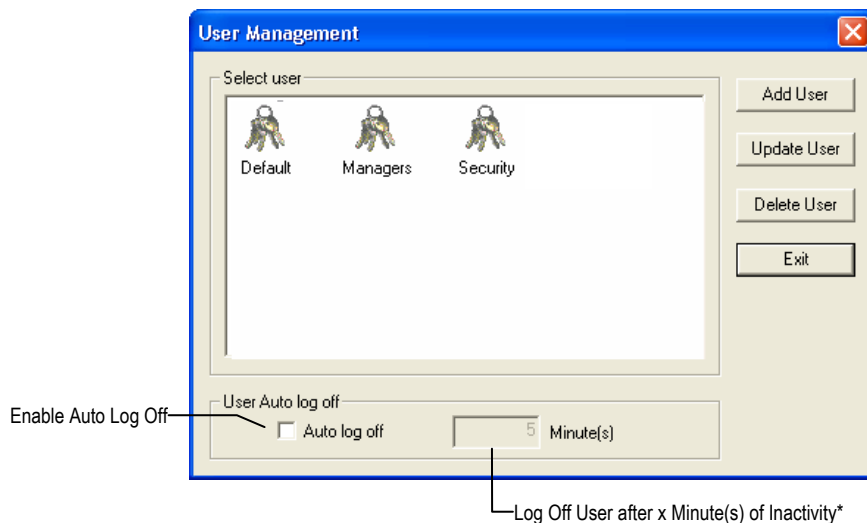 User Management
Select user
Default Managers Security
Add User
Update User
Delete User
Exit
User Auto log off
Enable Auto Log Off
Auto log off 5 Minute(s)
Log Off User after x Minute(s) of Inactivity*